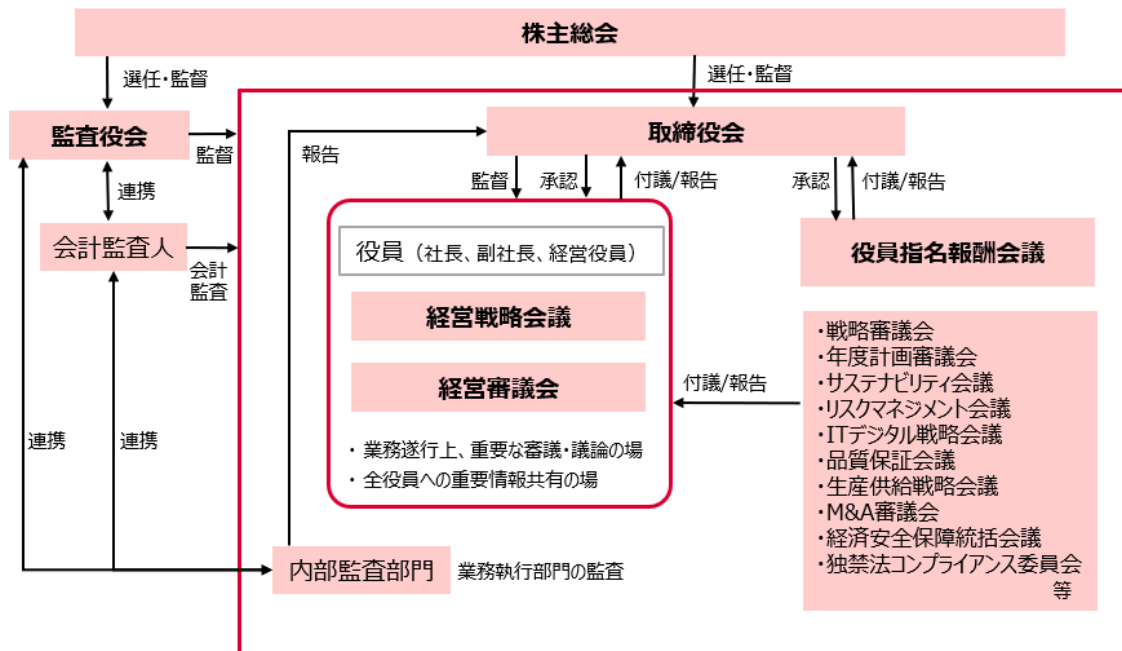 株主総会
選任・監督
選任・監督
監査役会
監督
取締役会
報告
監督
承認
付議/報告
承認
付議/報告
連携
会計監査人
会計
監査
役員（社長、副社長、経営役員）
役員指名報酬会議
経営戦略会議
経営審議会
・ 業務遂行上、重要な審議・議論の場
・ 全役員への重要情報共有の場
付議/報告
・戦略審議会
・年度計画審議会
・サステナビリティ会議
・リスクマネジメント会議
・ITデジタル戦略会議
・品質保証会議
・生産供給戦略会議
・M&A審議会
・経済安全保障統括会議
・独禁法コンプライアンス委員会
等
連携
連携
内部監査部門
業務執行部門の監査